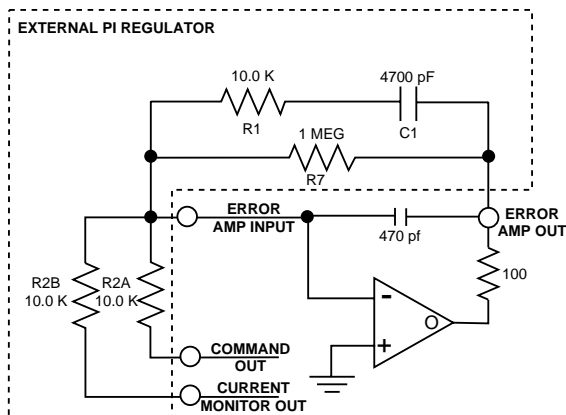 EXTERNAL PI REGULATOR
10.0 K
4700 pF
R1
C1
1 MEG
R7
ERROR
AMP INPUT
470 pf
ERROR
AMP OUT
R2B
10.0 K
R2A
10.0 K
100
-
+
O
COMMAND
OUT
CURRENT
MONITOR OUT